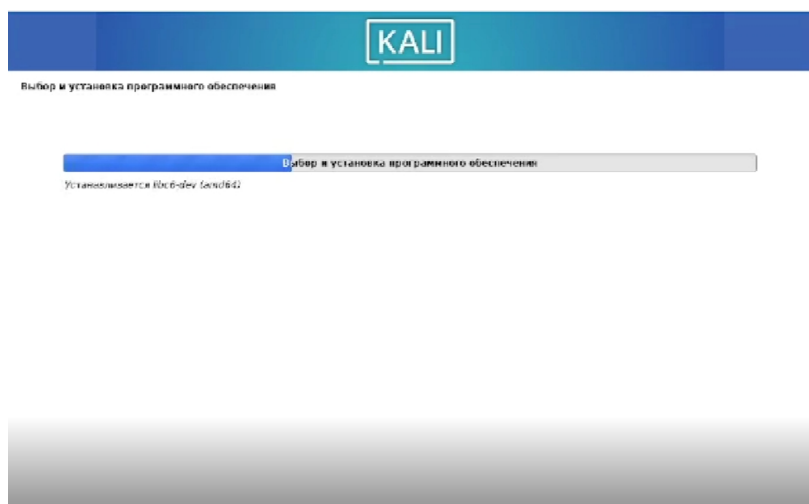 KALI
Выбор и установка программного обеспечения
Выбор и установка программного обеспечения
Устанавливается libc6-dev (amd64)